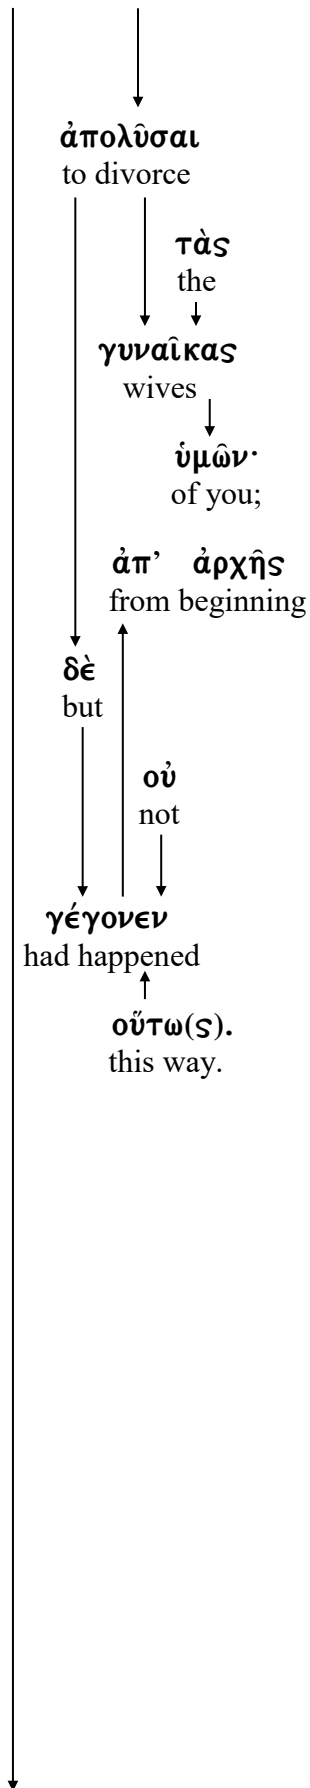 ἀπολῦσαι
to divorce
τὰς
the
γυναῖκας
wives
ὑμῶν·
of you;
ἀπ’ ἀρχῆς
from beginning
δὲ
but
οὐ
not
γέγονεν
had happened
οὕτω(ς).
this way.